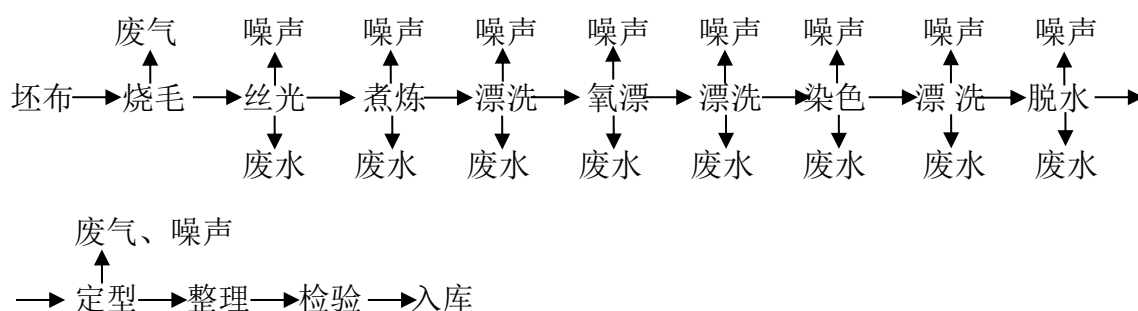 废气 噪声 噪声 噪声 噪声 噪声 噪声 噪声 噪声
坯布 烧毛 丝光 煮炼 漂洗 氧漂 漂洗 染色 漂 洗 脱水
废水 废水 废水 废水 废水 废水 废水 废水
废气、噪声
定型 整理 检验 入库